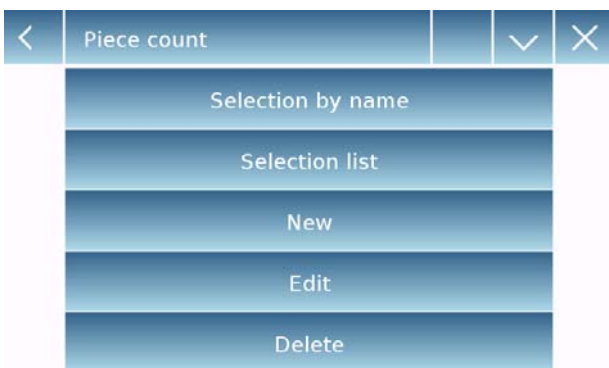 Piece count
Selection by name
Selection list
New
Edit
Delete